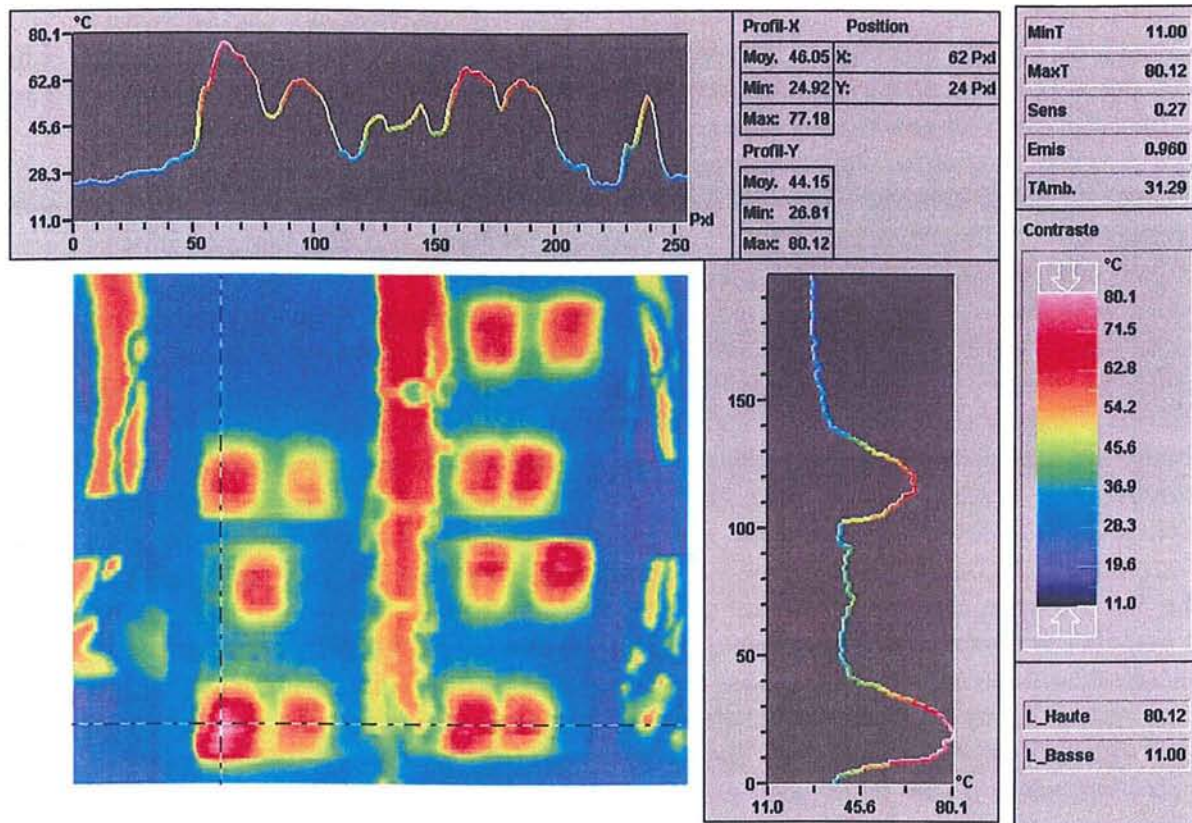 °C
80.1
62.8
45.6
28.3
11.0
0 50 100 150 200 250
Pxl
Profil-X Position
Moy. 46.05 X: 62 Pxl
Min: 24.92 Y: 24 Pxl
Max: 77.18
Profil-Y
Moy. 44.15
Min: 26.81
Max: 80.12
150
100
50
0
°C
11.0 45.6 80.1
MinT 11.00
MaxT 80.12
Sens 0.27
Emis 0.960
TAmb. 31.29
Contraste
°C
80.1
71.5
62.8
54.2
45.6
36.9
28.3
19.6
11.0
L_Haute 80.12
L_Basse 11.00